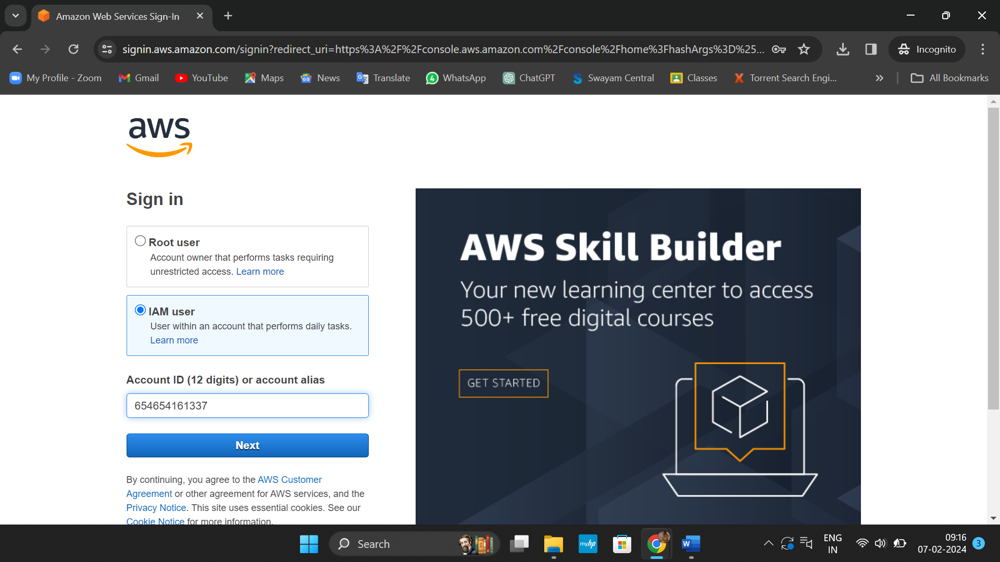 Amazon Web Services Sign-In
signin.aws.amazon.com/signin?redirect_uri=https%3A%2F%2Fconsole.aws.amazon.com%2Fconsole%2Fhome%3FhashArgs%3D%25...
Incognito
My Profile - Zoom
Gmail
YouTube
Maps
News
Translate
4
WhatsApp
ChatGPT
Swayam Central
Classes
Torrent Search Engi...
»
All Bookmarks
aws
Sign in
Root user
Account owner that performs tasks requiring
unrestricted access. Learn more
IAM user
User within an account that performs daily tasks.
Learn more
Account ID (12 digits) or account alias
654654161337
Next
By continuing, you agree to the AWS Customer
Agreement or other agreement for AWS services, and the
Privacy Notice. This site uses essential cookies. See our
Cookie Notice for more information.
AWS Skill Builder
Your new learning center to access
500+ free digital courses
GET STARTED
Search
myhp
W
ENG
IN
09:16
07-02-2024
3